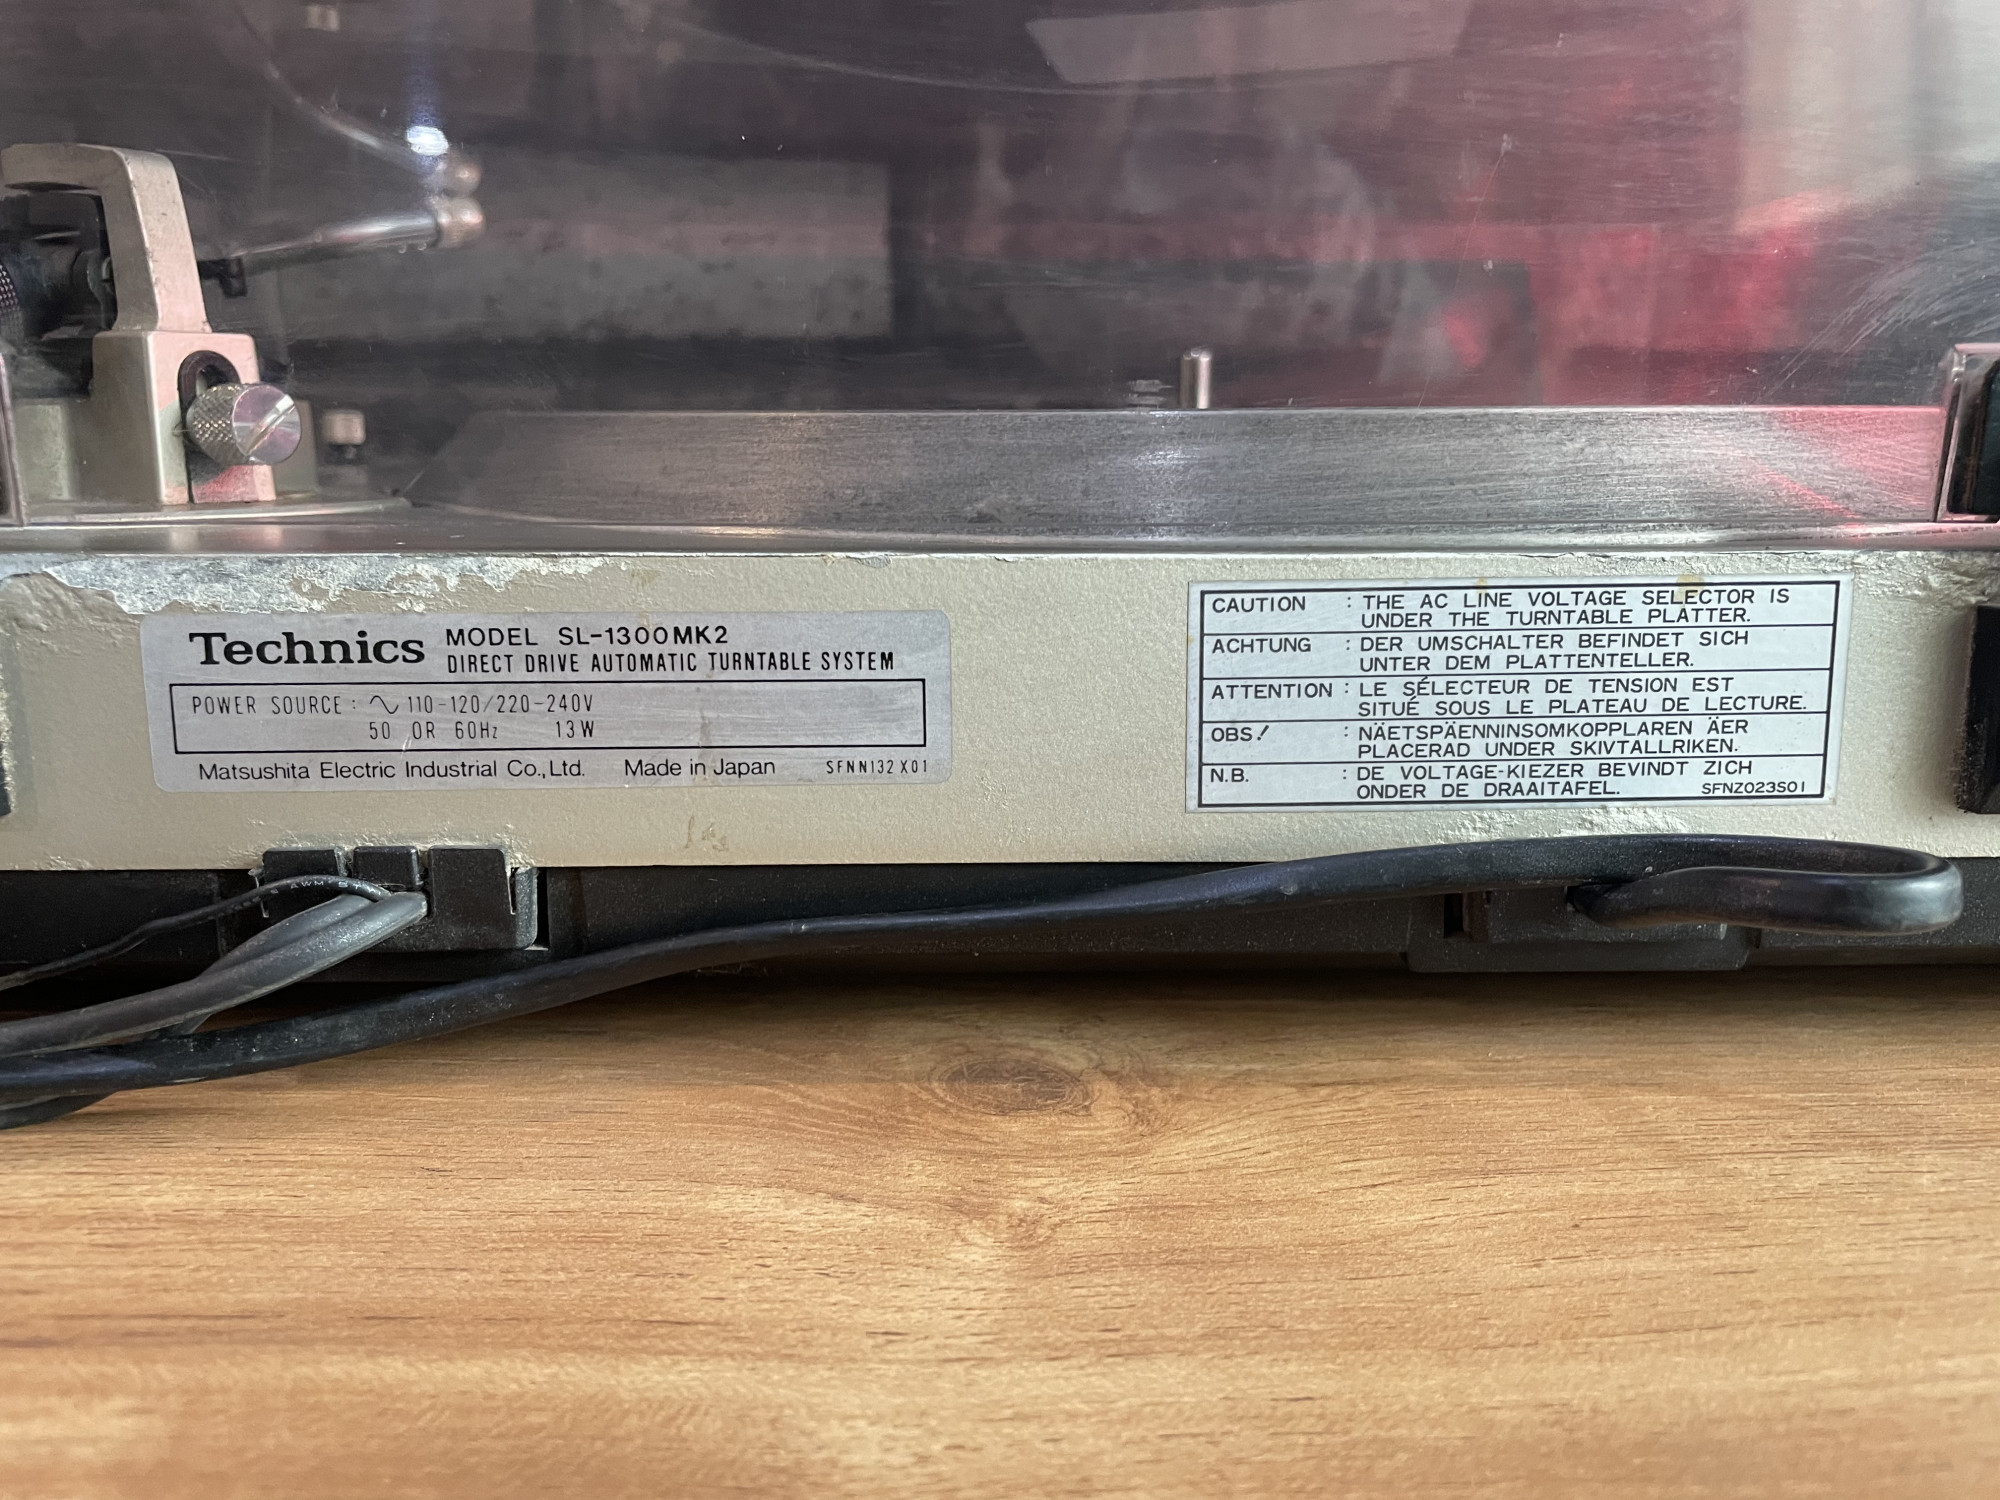 Technics MODEL SL-1300MK2
DIRECT DRIVE AUTOMATIC TURNTABLE SYSTEM
POWER SOURCE: ∿ 110-120/220-240V
50 OR 60Hz 13W
Matsushita Electric Industrial Co., Ltd. Made in Japan SFNN132X01
CAUTION : THE AC LINE VOLTAGE SELECTOR IS
UNDER THE TURNTABLE PLATTER.
ACHTUNG : DER UMSCHALTER BEFINDET SICH
UNTER DEM PLATTENTELLER.
ATTENTION : LE SÉLECTEUR DE TENSION EST
SITUÉ SOUS LE PLATEAU DE LECTURE.
OBS! : NÄETSPÄENNINSOMKOPPLAREN ÄER
PLACERAD UNDER SKIVTALLRIKEN.
N.B. : DE VOLTAGE-KIEZER BEVINDT ZICH
ONDER DE DRAAITAFEL. SFNZ023S01
AWM